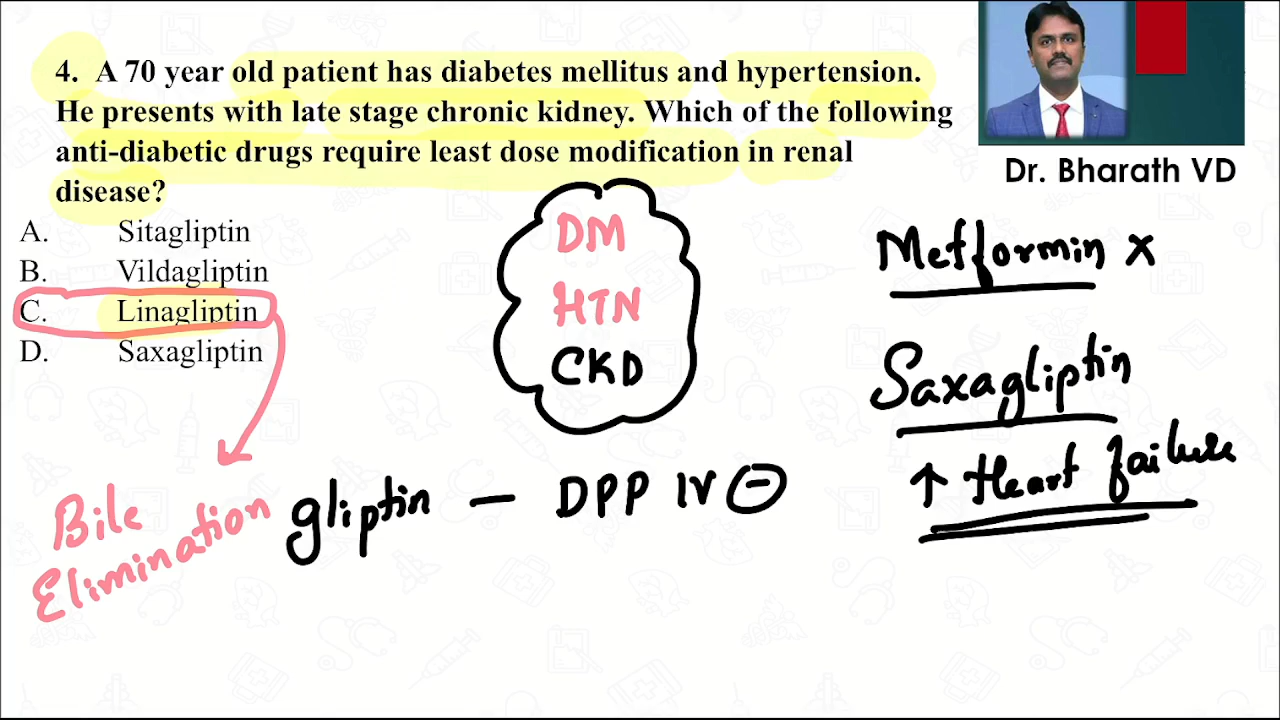 4. A 70 year old patient has diabetes mellitus and hypertension.
He presents with late stage chronic kidney. Which of the following
anti-diabetic drugs require least dose modification in renal
disease?
A. Sitagliptin
B. Vildagliptin
C. Linagliptin
D. Saxagliptin
Dr. Bharath VD
DM
HTN
CKD
Metformin x
Saxagliptin
↑ Heart failure
Bile
Elimination
gliptin — DPP IV ⊖